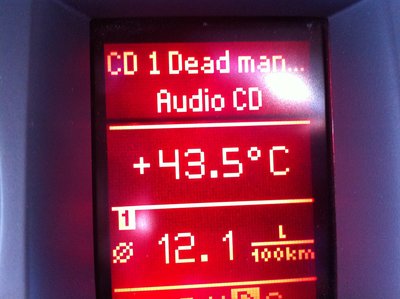 CD 1 Dead man...
Audio CD
+43.5°C
1
Ø 12.1 L/100km